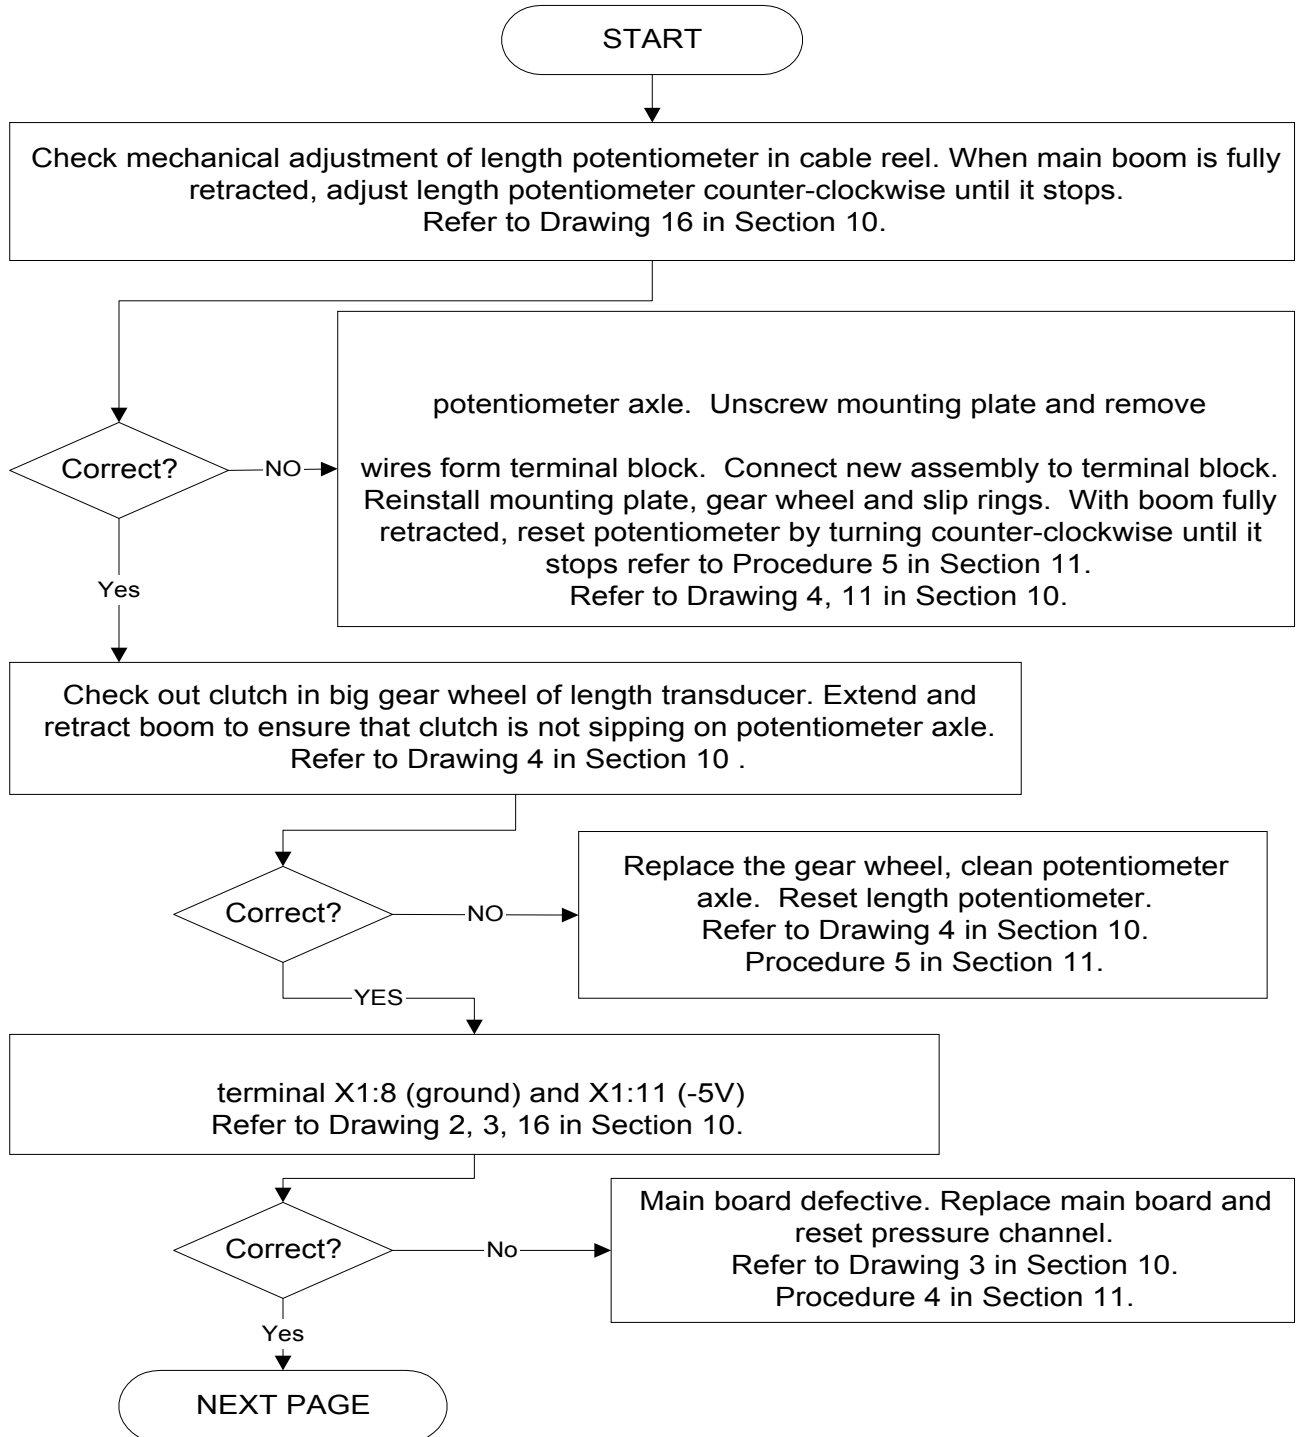 START
Check mechanical adjustment of length potentiometer in cable reel. When main boom is fully
retracted, adjust length potentiometer counter-clockwise until it stops.
Refer to Drawing 16 in Section 10.
Correct?
NO
potentiometer axle.  Unscrew mounting plate and remove
wires form terminal block.  Connect new assembly to terminal block.
Reinstall mounting plate, gear wheel and slip rings.  With boom fully
retracted, reset potentiometer by turning counter-clockwise until it
stops refer to Procedure 5 in Section 11.
Refer to Drawing 4, 11 in Section 10.
Yes
Check out clutch in big gear wheel of length transducer. Extend and
retract boom to ensure that clutch is not sipping on potentiometer axle.
Refer to Drawing 4 in Section 10 .
Correct?
NO
Replace the gear wheel, clean potentiometer
axle.  Reset length potentiometer.
Refer to Drawing 4 in Section 10.
Procedure 5 in Section 11.
YES
terminal X1:8 (ground) and X1:11 (-5V)
Refer to Drawing 2, 3, 16 in Section 10.
Correct?
No
Main board defective. Replace main board and
reset pressure channel.
Refer to Drawing 3 in Section 10.
Procedure 4 in Section 11.
Yes
NEXT PAGE